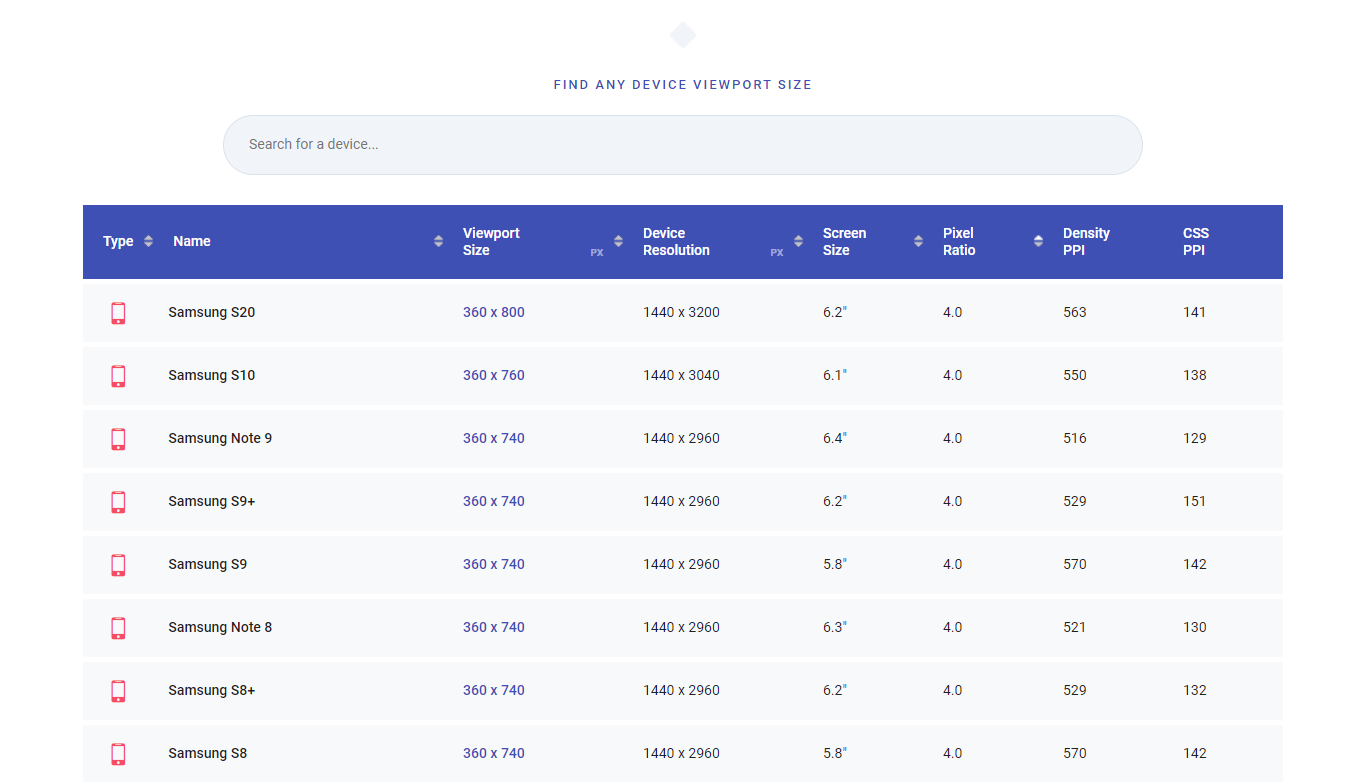 FIND ANY DEVICE VIEWPORT SIZE
Search for a device...
Type Name Viewport Size PX Device Resolution PX Screen Size Pixel Ratio Density PPI CSS PPI
Samsung S20 360 x 800 1440 x 3200 6.2" 4.0 563 141
Samsung S10 360 x 760 1440 x 3040 6.1" 4.0 550 138
Samsung Note 9 360 x 740 1440 x 2960 6.4" 4.0 516 129
Samsung S9+ 360 x 740 1440 x 2960 6.2" 4.0 529 151
Samsung S9 360 x 740 1440 x 2960 5.8" 4.0 570 142
Samsung Note 8 360 x 740 1440 x 2960 6.3" 4.0 521 130
Samsung S8+ 360 x 740 1440 x 2960 6.2" 4.0 529 132
Samsung S8 360 x 740 1440 x 2960 5.8" 4.0 570 142